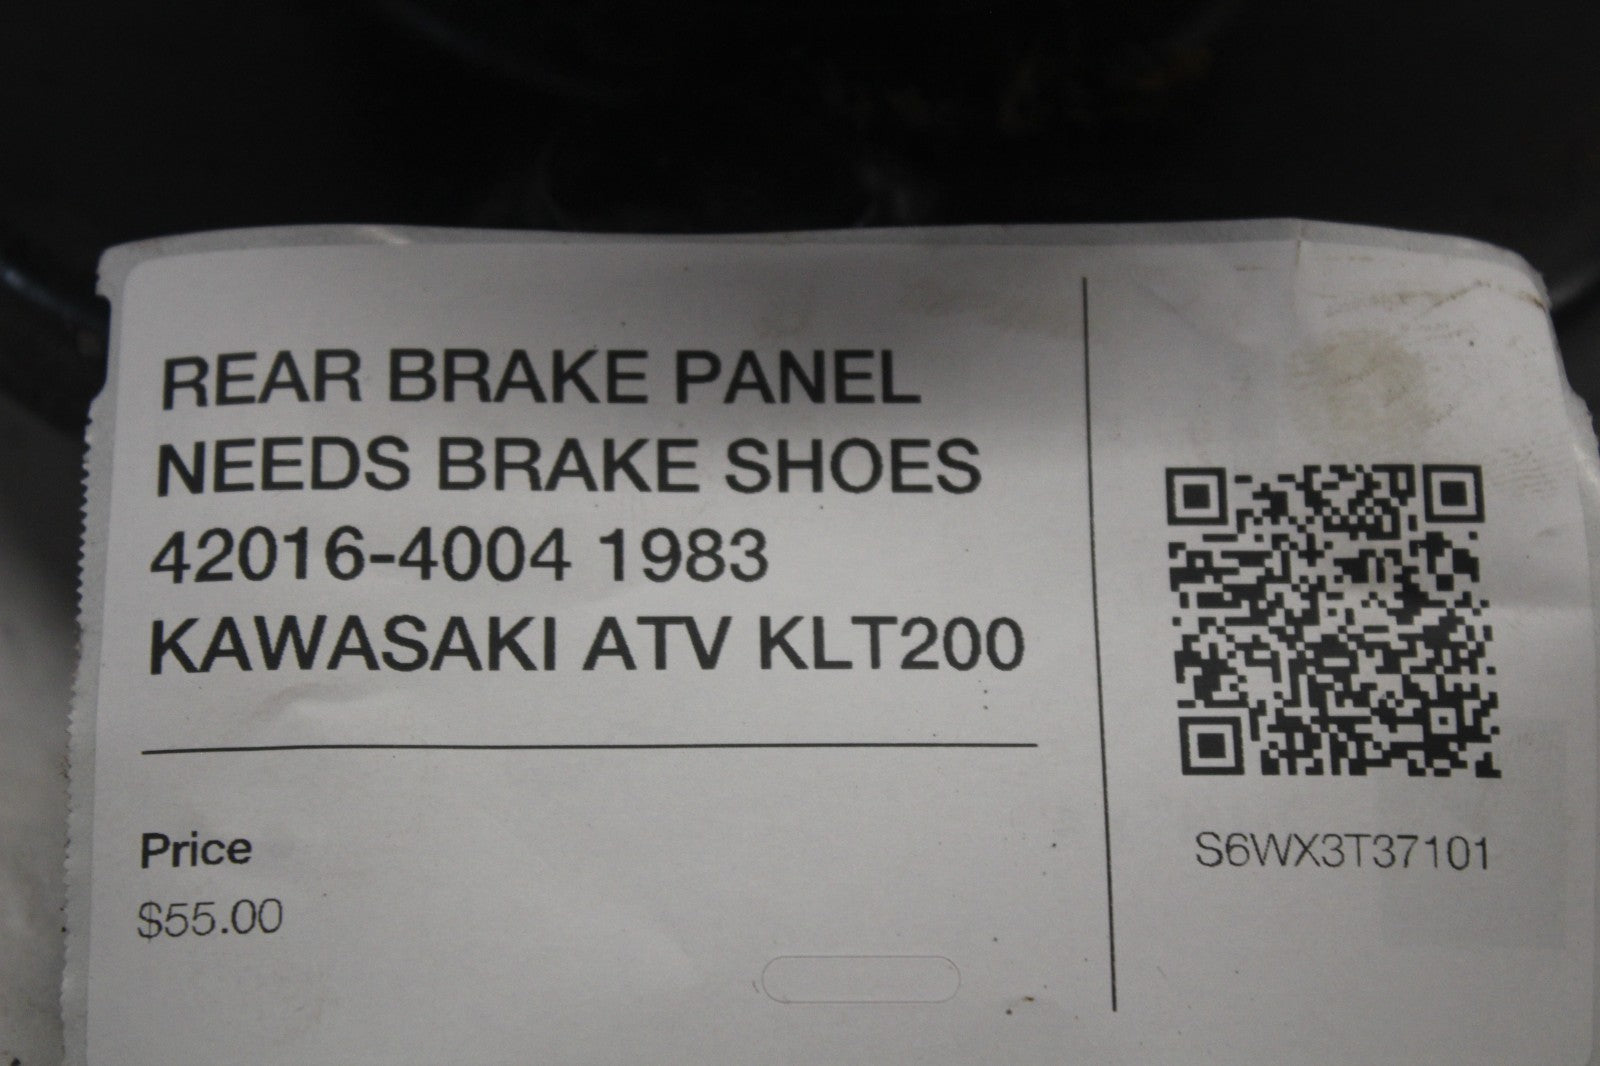 REAR BRAKE PANEL
NEEDS BRAKE SHOES
42016-4004 1983
KAWASAKI ATV KLT200
Price
$55.00
S6WX3T37101